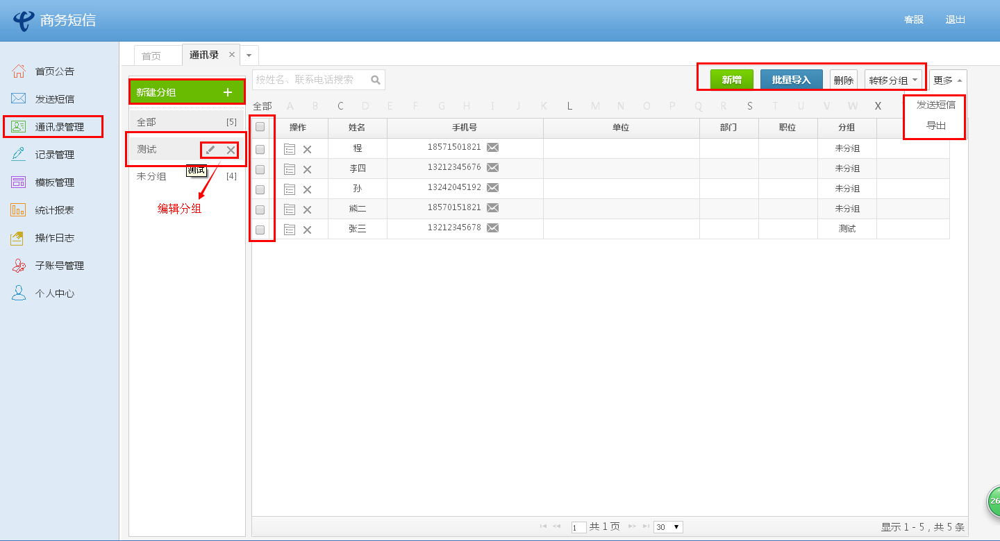 商务短信
客服 退出
首页 通讯录
首页公告
发送短信
通讯录管理
记录管理
模板管理
统计报表
操作日志
子账号管理
个人中心
新建分组 +
全部 [5]
测试
测试
未分组 [4]
编辑分组
按姓名、联系电话搜索
新增 批量导入 删除 转移分组 更多
发送短信
导出
全部 A B C D E F G H I J K L M N O P Q R S T U V W X
操作 姓名 手机号 单位 部门 职位 分组
程 18571501821 未分组
李四 13212345676 未分组
孙 13242045192 未分组
熊二 18570151821 未分组
张三 13212345678 测试
1 共 1 页 30
显示 1 - 5，共 5 条
26